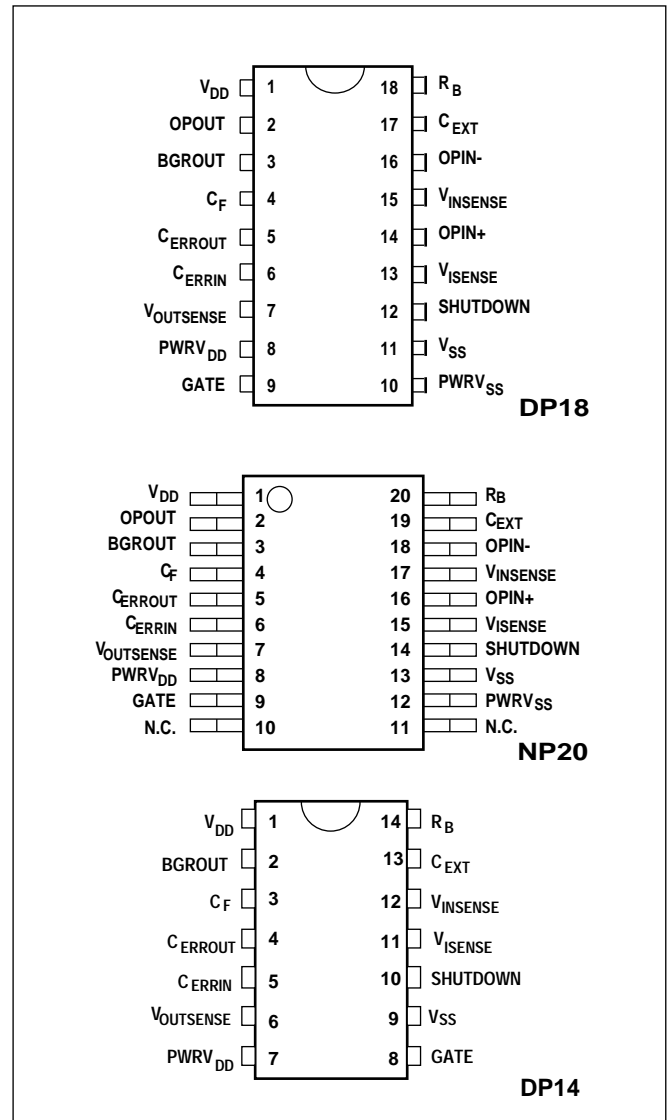 VDD 1 18 RB
OPOUT 2 17 CEXT
BGROUT 3 16 OPIN-
CF 4 15 VINSENSE
CERROUT 5 14 OPIN+
CERRIN 6 13 VISENSE
VOUTSENSE 7 12 SHUTDOWN
PWRVDD 8 11 VSS
GATE 9 10 PWRVSS
DP18
VDD 1 20 RB
OPOUT 2 19 CEXT
BGROUT 3 18 OPIN-
CF 4 17 VINSENSE
CERROUT 5 16 OPIN+
CERRIN 6 15 VISENSE
VOUTSENSE 7 14 SHUTDOWN
PWRVDD 8 13 VSS
GATE 9 12 PWRVSS
N.C. 10 11 N.C.
NP20
VDD 1 14 RB
BGROUT 2 13 CEXT
CF 3 12 VINSENSE
CERROUT 4 11 VISENSE
CERRIN 5 10 SHUTDOWN
VOUTSENSE 6 9 VSS
PWRVDD 7 8 GATE
DP14